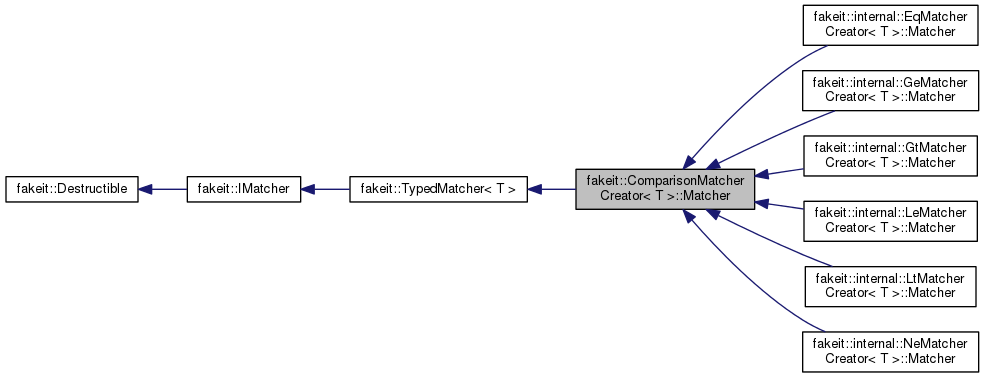 fakeit::Destructible
fakeit::IMatcher
fakeit::TypedMatcher< T >
fakeit::ComparisonMatcher
Creator< T >::Matcher
fakeit::internal::EqMatcher
Creator< T >::Matcher
fakeit::internal::GeMatcher
Creator< T >::Matcher
fakeit::internal::GtMatcher
Creator< T >::Matcher
fakeit::internal::LeMatcher
Creator< T >::Matcher
fakeit::internal::LtMatcher
Creator< T >::Matcher
fakeit::internal::NeMatcher
Creator< T >::Matcher